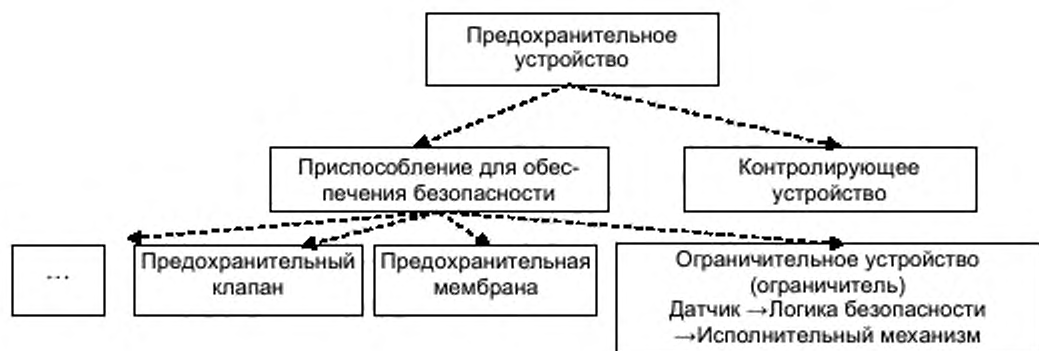 Предохранительное
устройство
Приспособление для обес-
печения безопасности
Контролирующее
устройство
...
Предохранительный
клапан
Предохранительная
мембрана
Ограничительное устройство
(ограничитель)
Датчик →Логика безопасности
→Исполнительный механизм